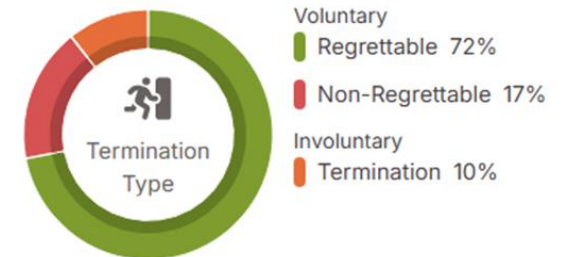 Termination
Type
Voluntary
Regrettable 72%
Non-Regrettable 17%
Involuntary
Termination 10%